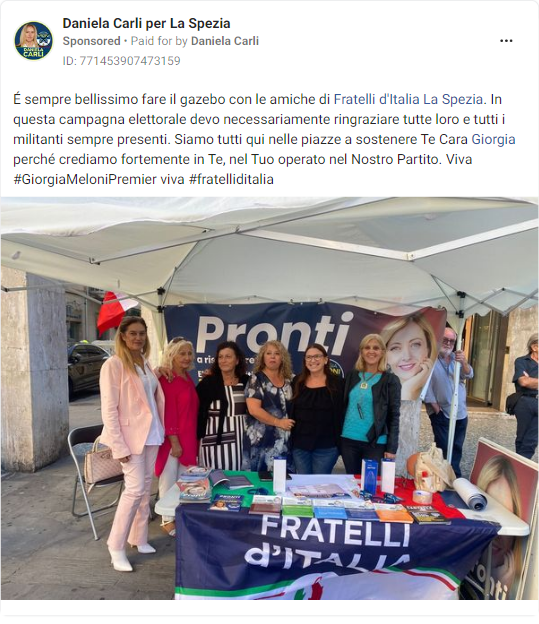 Daniela Carli per La Spezia
Sponsored • Paid for by Daniela Carli
ID: 771453907473159
É sempre bellissimo fare il gazebo con le amiche di Fratelli d'Italia La Spezia. In
questa campagna elettorale devo necessariamente ringraziare tutte loro e tutti i
militanti sempre presenti. Siamo tutti qui nelle piazze a sostenere Te Cara Giorgia
perché crediamo fortemente in Te, nel Tuo operato nel Nostro Partito. Viva
#GiorgiaMeloniPremier viva #fratelliditalia
DANIELA
CARLI
Pronti
a
FRATELLI
d'ITALIA
Pronti